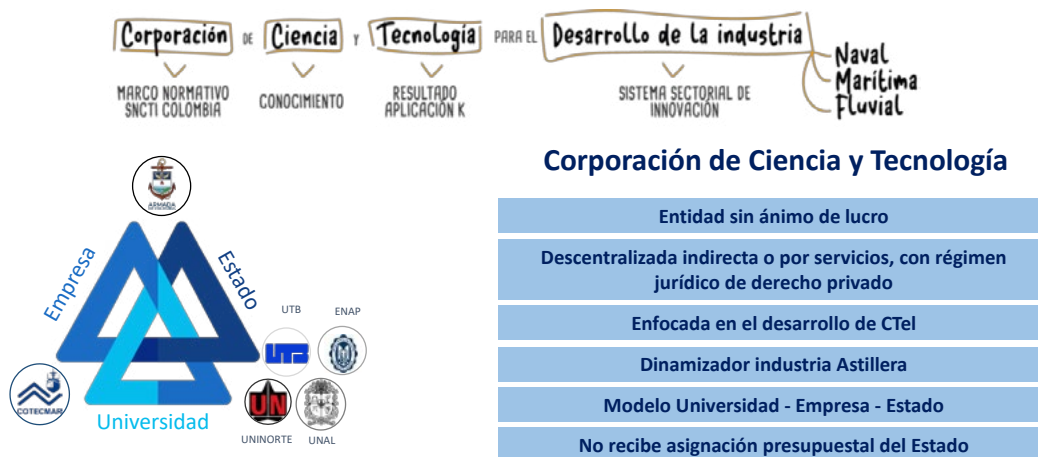 Corporación DE Ciencia Y Tecnología PARA EL Desarrollo de la industria
Naval
Marítima
Fluvial
MARCO NORMATIVO
SNCTI COLOMBIA
CONOCIMIENTO
RESULTADO
APLICACIÓN K
SISTEMA SECTORIAL DE
INNOVACIÓN
ARMADA
Empresa
Estado
Universidad
COTECMAR
UTB
ENAP
UTB
UN
UNINORTE
UNAL
Corporación de Ciencia y Tecnología
Entidad sin ánimo de lucro
Descentralizada indirecta o por servicios, con régimen
jurídico de derecho privado
Enfocada en el desarrollo de CTeI
Dinamizador industria Astillera
Modelo Universidad - Empresa - Estado
No recibe asignación presupuestal del Estado